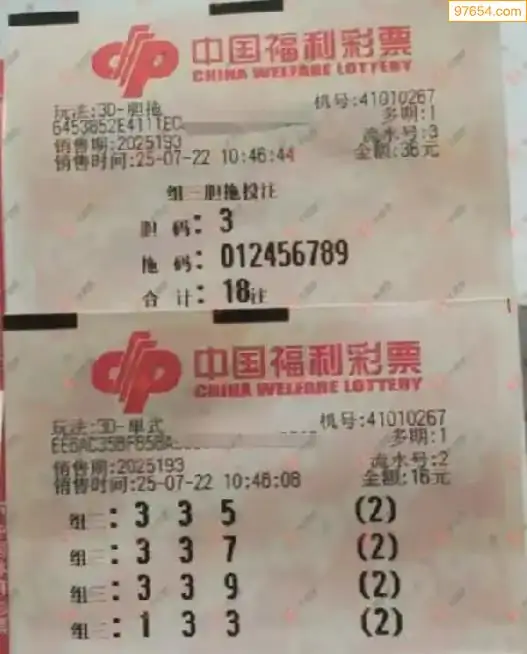 97654.com
中国福利彩票
CHINA WELFARE LOTTERY
玩法:3D-胆拖
机号:41010267
6453852E4111EC
多期:1
销售期:2025193
流水号:3
销售时间:25-07-22 10:46:44
金额:36元
组三胆拖投注
胆 码: 3
拖 码: 012456789
合 计: 18注
中国福利彩票
CHINA WELFARE LOTTERY
玩法:3D-单式
机号:41010267
EE6AC35BF85BA
多期:1
销售期:2025193
流水号:2
销售时间:25-07-22 10:46:08
金额:16元
组三: 3 3 5 (2)
组三: 3 3 7 (2)
组三: 3 3 9 (2)
组三: 1 3 3 (2)